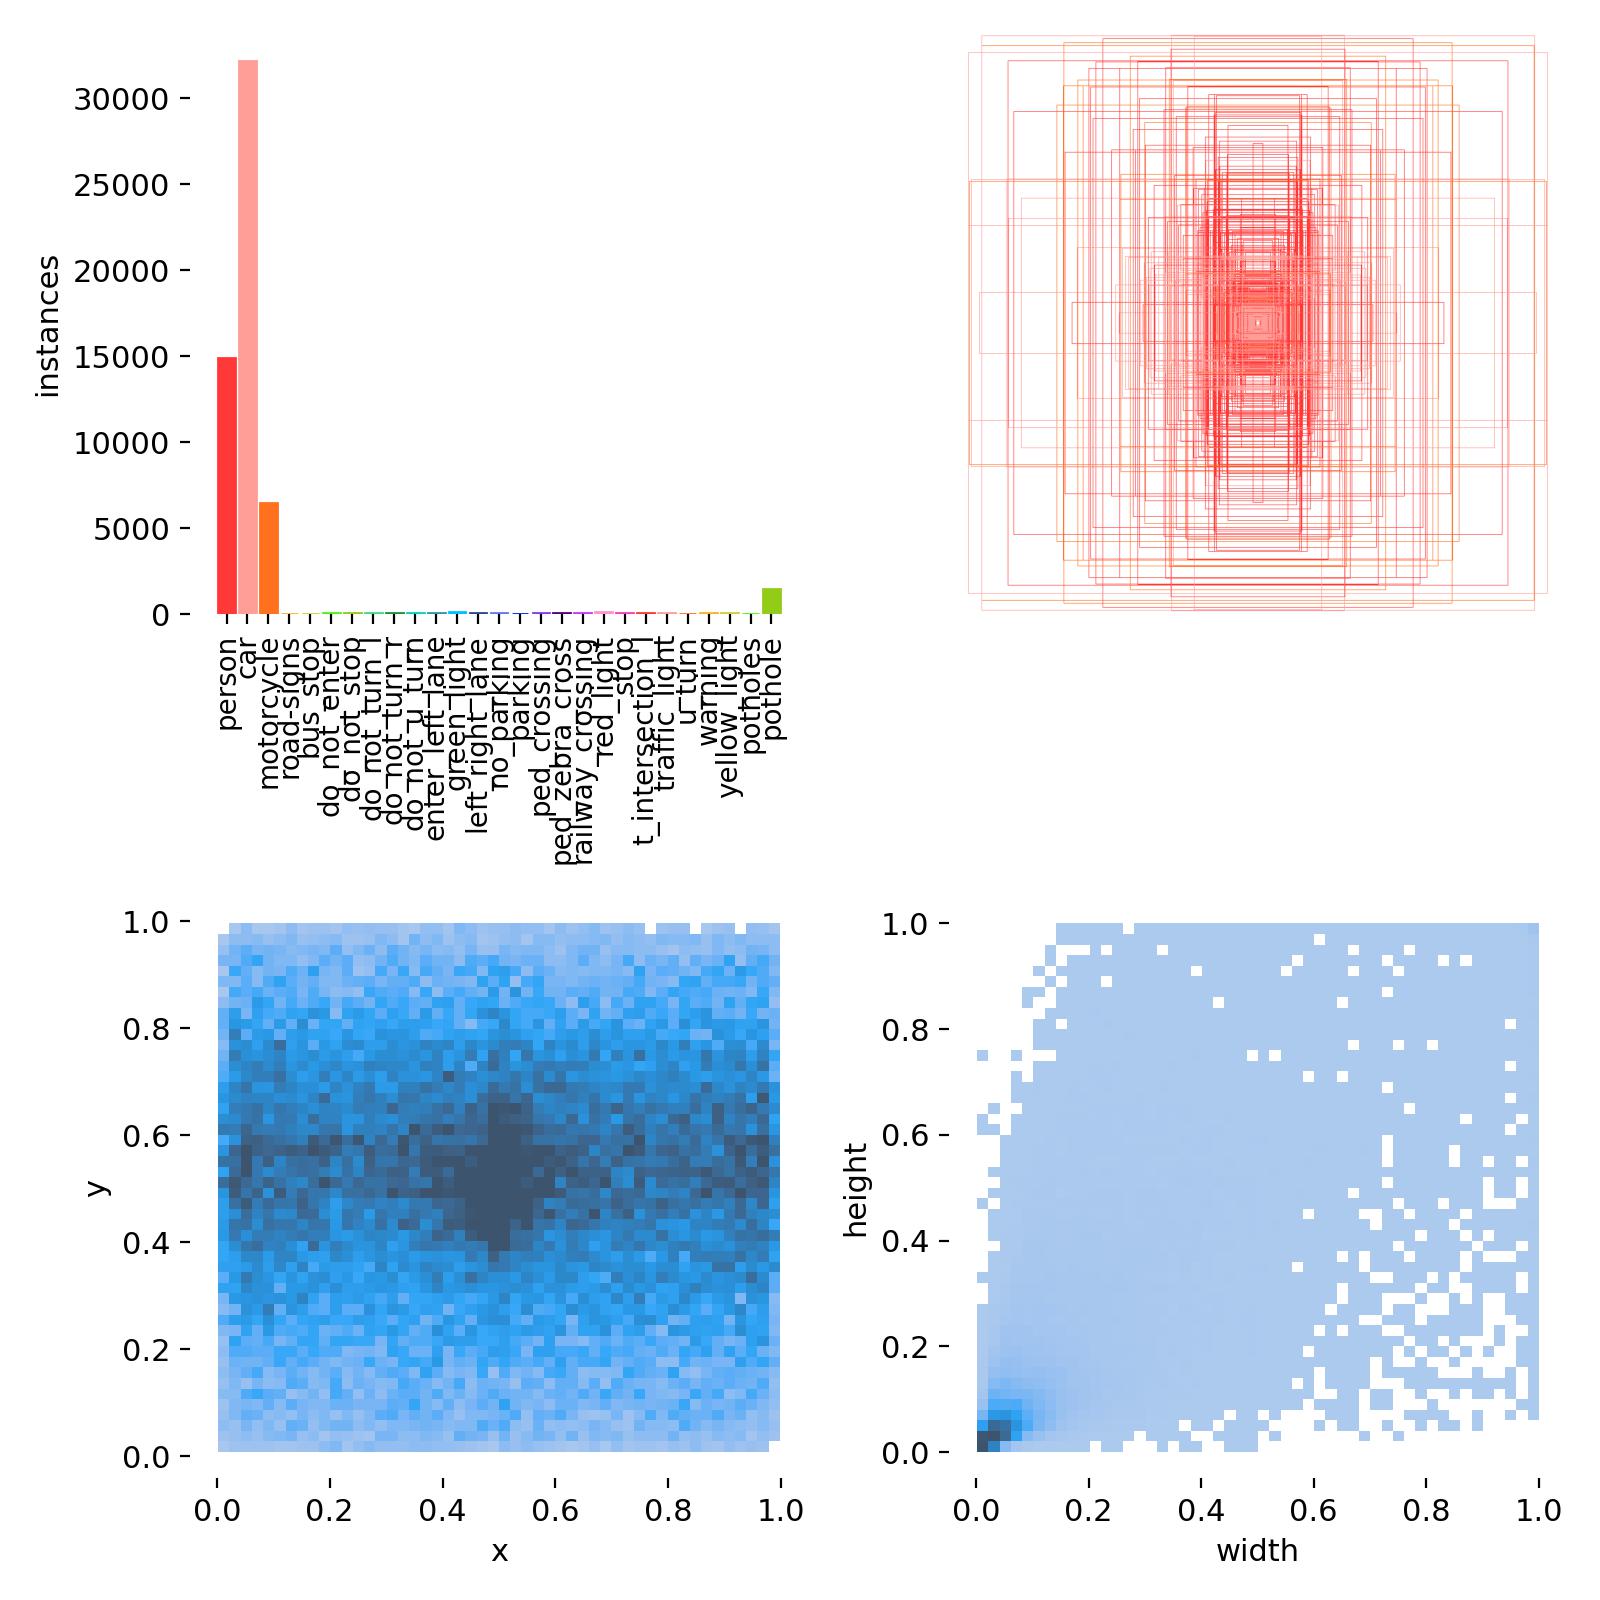 30000
25000
20000
15000
10000
5000
0
instances
person
car
motorcycle
road-signs
bus_stop
do_not_enter
do_not_stop
do_not_turn_l
do_not_turn_r
do_not_u_turn
enter_left_lane
green_light
left_right_lane
no_parking
_parking
ped_crossing
ped_zebra_cross
railway_crossing
_red_light
_stop
t_intersection_l
traffic_light
u_turn
warning
yellow_light
potholes
pothole
1.0
0.8
0.6
0.4
0.2
0.0
y
0.0 0.2 0.4 0.6 0.8 1.0
x
1.0
0.8
0.6
0.4
0.2
0.0
height
0.0 0.2 0.4 0.6 0.8 1.0
width